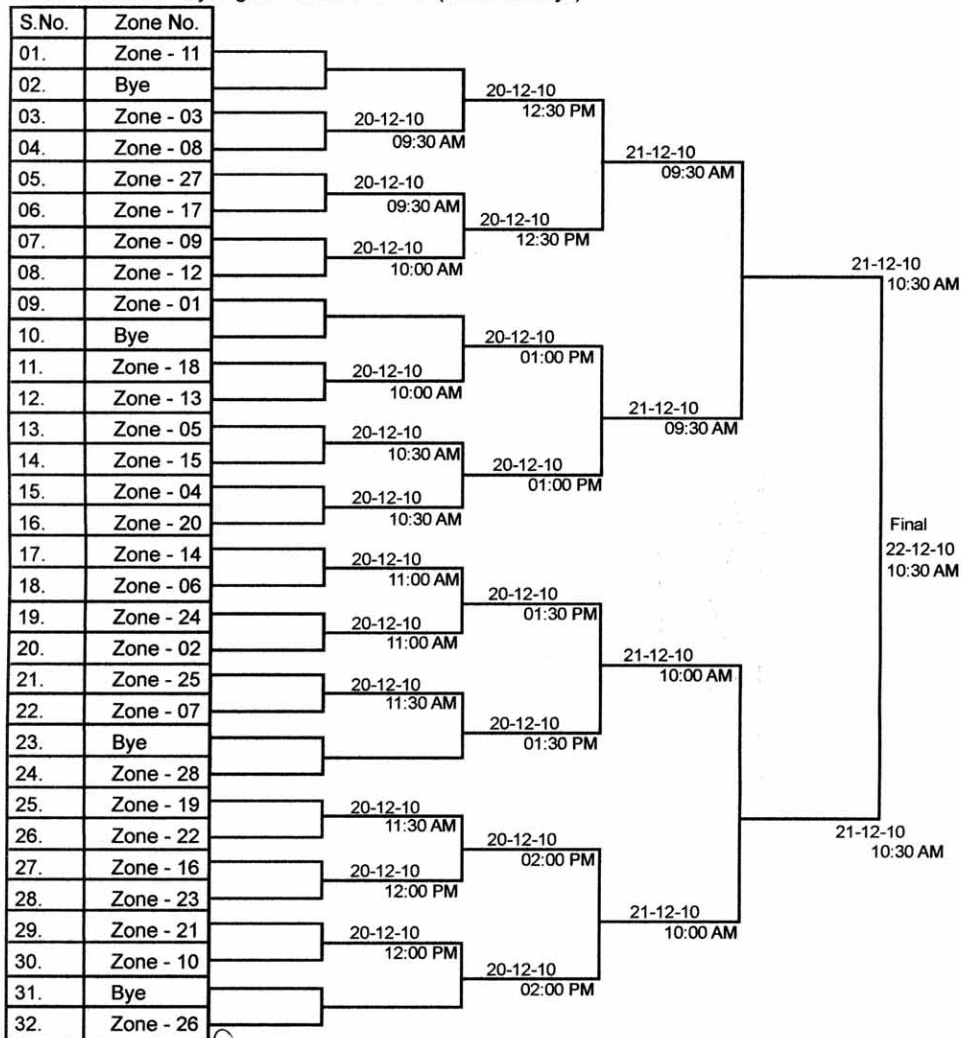 S.No. Zone No.
01. Zone - 11
02. Bye
03. Zone - 03
04. Zone - 08
05. Zone - 27
06. Zone - 17
07. Zone - 09
08. Zone - 12
09. Zone - 01
10. Bye
11. Zone - 18
12. Zone - 13
13. Zone - 05
14. Zone - 15
15. Zone - 04
16. Zone - 20
17. Zone - 14
18. Zone - 06
19. Zone - 24
20. Zone - 02
21. Zone - 25
22. Zone - 07
23. Bye
24. Zone - 28
25. Zone - 19
26. Zone - 22
27. Zone - 16
28. Zone - 23
29. Zone - 21
30. Zone - 10
31. Bye
32. Zone - 26
20-12-10
09:30 AM
20-12-10
09:30 AM
20-12-10
10:00 AM
20-12-10
10:00 AM
20-12-10
10:30 AM
20-12-10
10:30 AM
20-12-10
11:00 AM
20-12-10
11:00 AM
20-12-10
11:30 AM
20-12-10
11:30 AM
20-12-10
12:00 PM
20-12-10
12:00 PM
20-12-10
12:30 PM
20-12-10
12:30 PM
20-12-10
01:00 PM
20-12-10
01:00 PM
20-12-10
01:30 PM
20-12-10
01:30 PM
20-12-10
02:00 PM
20-12-10
02:00 PM
21-12-10
09:30 AM
21-12-10
09:30 AM
21-12-10
10:00 AM
21-12-10
10:00 AM
21-12-10
10:30 AM
21-12-10
10:30 AM
Final
22-12-10
10:30 AM